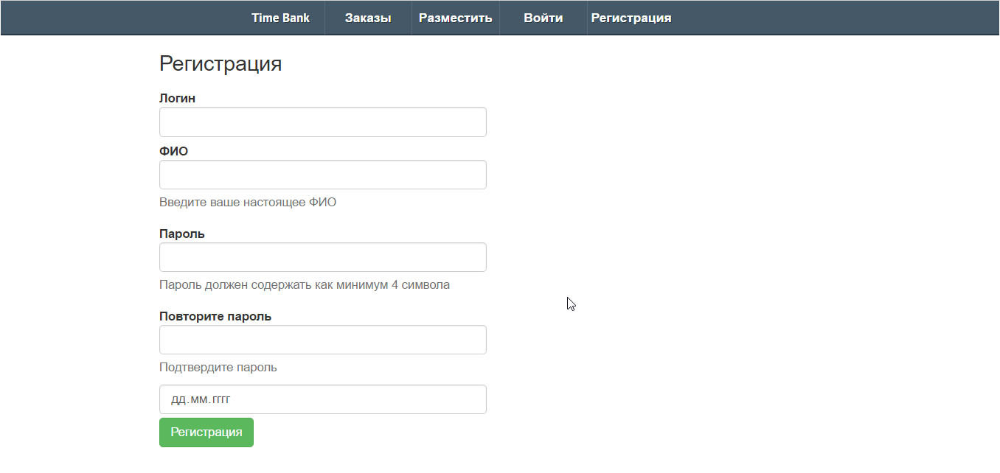 Time Bank Заказы Разместить Войти Регистрация
Регистрация
Логин
ФИО
Введите ваше настоящее ФИО
Пароль
Пароль должен содержать как минимум 4 символа
Повторите пароль
Подтвердите пароль
дд.мм.гггг
Регистрация